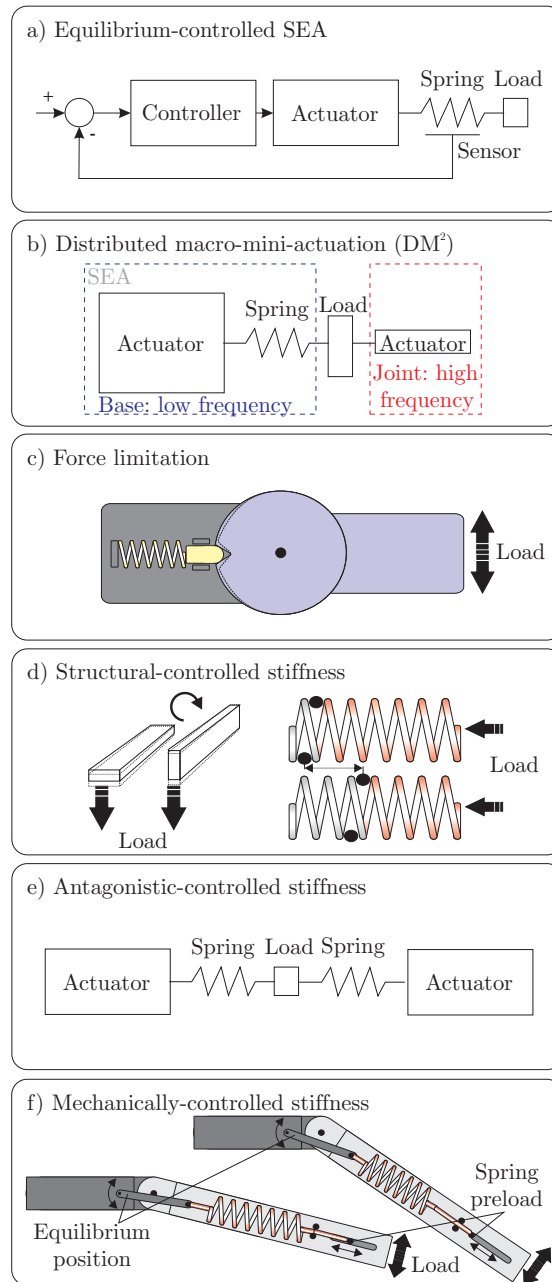 a) Equilibrium-controlled SEA
Spring Load
+
Controller
Actuator
-
Sensor
b) Distributed macro-mini-actuation (DM²)
SEA
Spring
Load
Actuator
Actuator
Joint: high
frequency
Base: low frequency
c) Force limitation
Load
d) Structural-controlled stiffness
Load
Load
e) Antagonistic-controlled stiffness
Spring Load Spring
Actuator
Actuator
f) Mechanically-controlled stiffness
Spring
preload
Equilibrium
position
Load